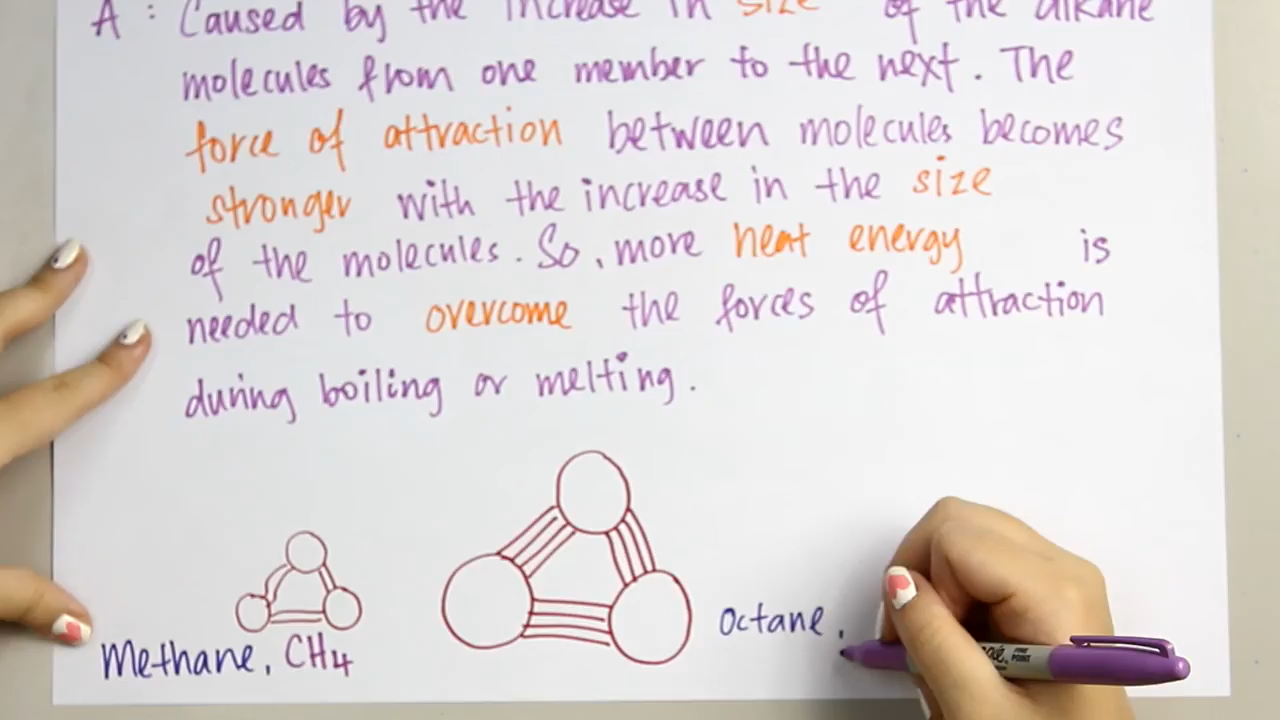 A : Caused by the increase in size of the alkane
molecules from one member to the next. The
force of attraction between molecules becomes
stronger with the increase in the size
of the molecules. So, more heat energy is
needed to overcome the forces of attraction
during boiling or melting.
Methane, CH4
Octane,
FINE
POINT